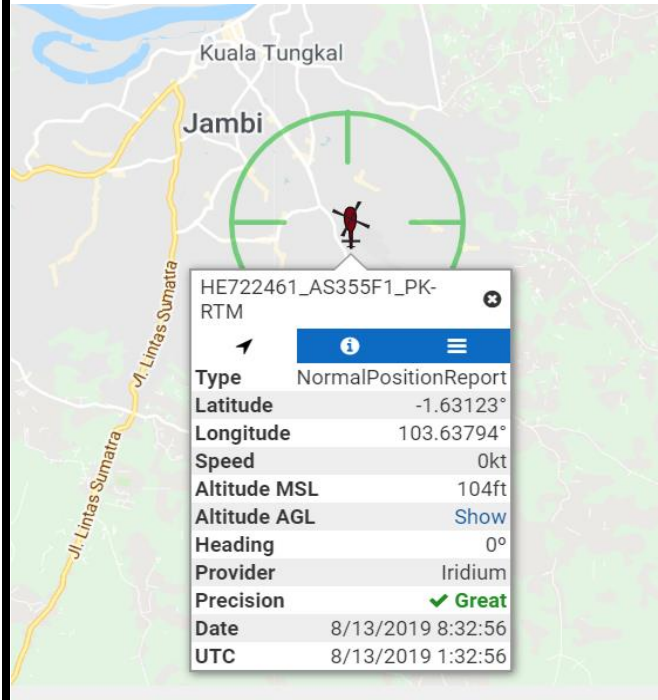 Kuala Tungkal
Jambi
Jl. Lintas Sumatra
Jl. Lintas Sumatra
HE722461_AS355F1_PK-
RTM
Type NormalPositionReport
Latitude -1.63123°
Longitude 103.63794°
Speed 0kt
Altitude MSL 104ft
Altitude AGL Show
Heading 0°
Provider Iridium
Precision ✔ Great
Date 8/13/2019 8:32:56
UTC 8/13/2019 1:32:56